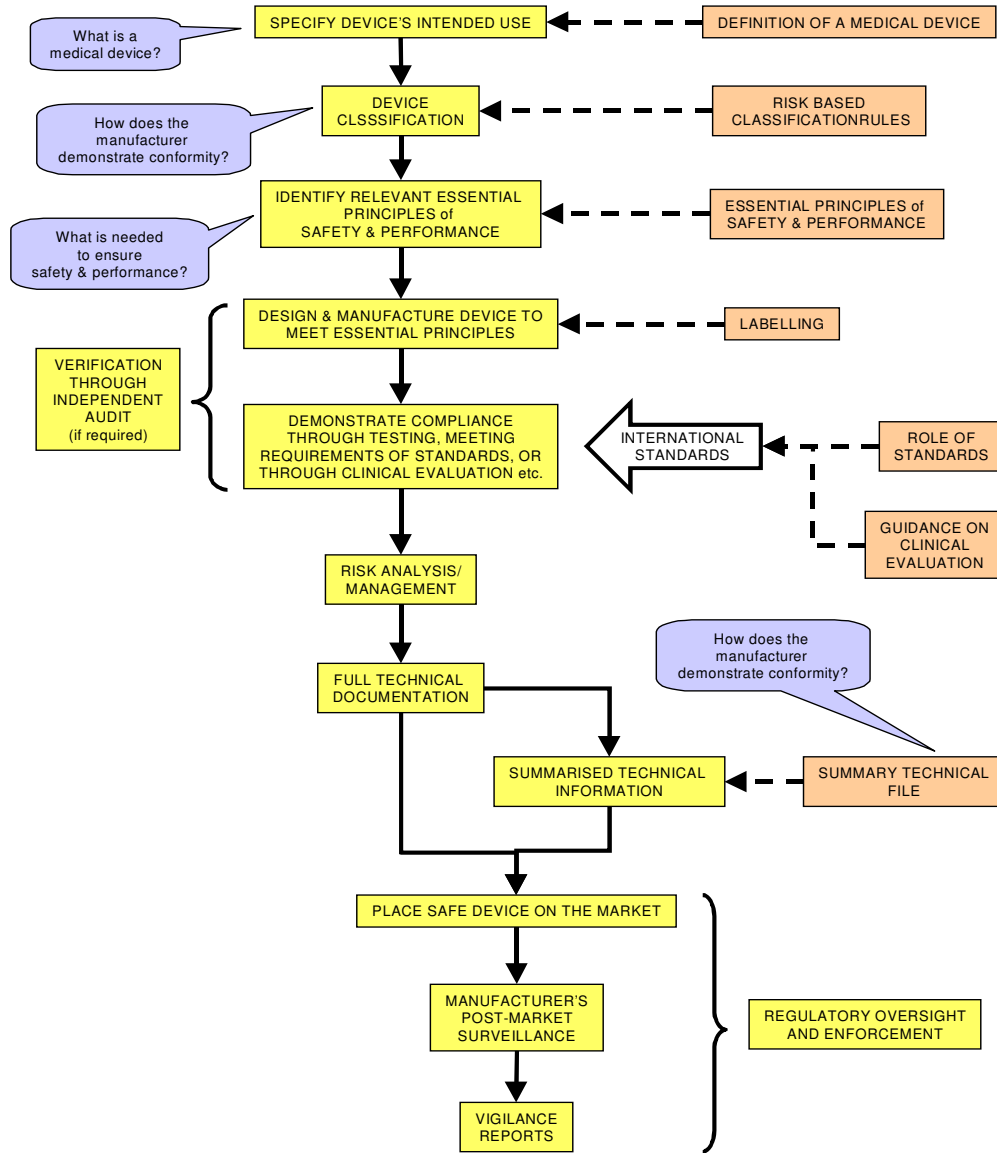 SPECIFY DEVICE'S INTENDED USE
DEFINITION OF A MEDICAL DEVICE
What is a
medical device?
DEVICE
CLSSSIFICATION
RISK BASED
CLASSIFICATIONRULES
How does the
manufacturer
demonstrate conformity?
IDENTIFY RELEVANT ESSENTIAL
PRINCIPLES of
SAFETY & PERFORMANCE
ESSENTIAL PRINCIPLES of
SAFETY & PERFORMANCE
What is needed
to ensure
safety & performance?
DESIGN & MANUFACTURE DEVICE TO
MEET ESSENTIAL PRINCIPLES
LABELLING
VERIFICATION
THROUGH
INDEPENDENT
AUDIT
(if required)
DEMONSTRATE COMPLIANCE
THROUGH TESTING, MEETING
REQUIREMENTS OF STANDARDS, OR
THROUGH CLINICAL EVALUATION etc.
INTERNATIONAL
STANDARDS
ROLE OF
STANDARDS
GUIDANCE ON
CLINICAL
EVALUATION
RISK ANALYSIS/
MANAGEMENT
How does the
manufacturer
demonstrate conformity?
FULL TECHNICAL
DOCUMENTATION
SUMMARISED TECHNICAL
INFORMATION
SUMMARY TECHNICAL
FILE
PLACE SAFE DEVICE ON THE MARKET
MANUFACTURER'S
POST-MARKET
SURVEILLANCE
REGULATORY OVERSIGHT
AND ENFORCEMENT
VIGILANCE
REPORTS